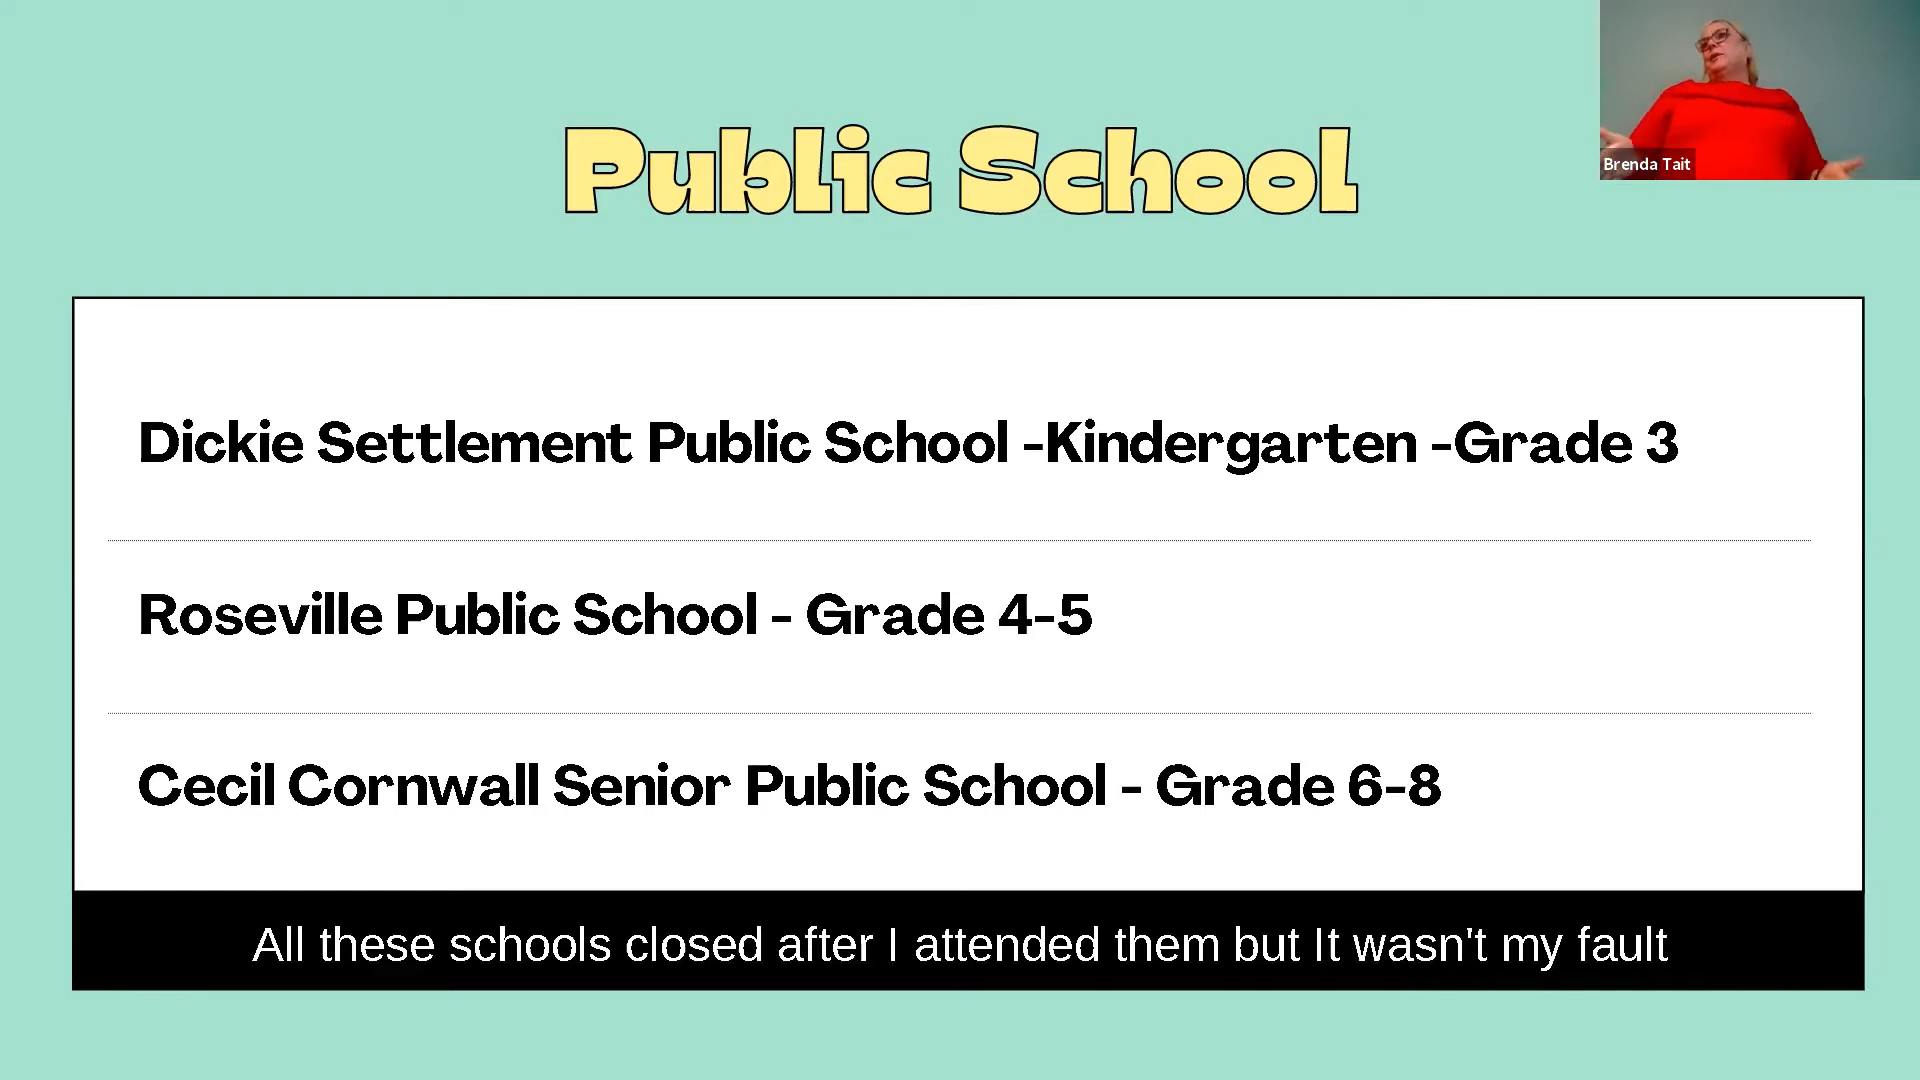 Public School
Brenda Tait
Dickie Settlement Public School -Kindergarten -Grade 3
Roseville Public School - Grade 4-5
Cecil Cornwall Senior Public School - Grade 6-8
All these schools closed after I attended them but It wasn't my fault